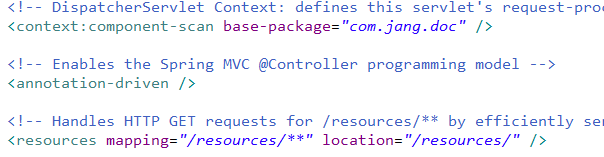 <!-- DispatcherServlet Context: defines this servlet's request-proc
<context:component-scan base-package="com.jang.doc" />
<!-- Enables the Spring MVC @Controller programming model -->
<annotation-driven />
<!-- Handles HTTP GET requests for /resources/** by efficiently se
<resources mapping="/resources/**" location="/resources/" />